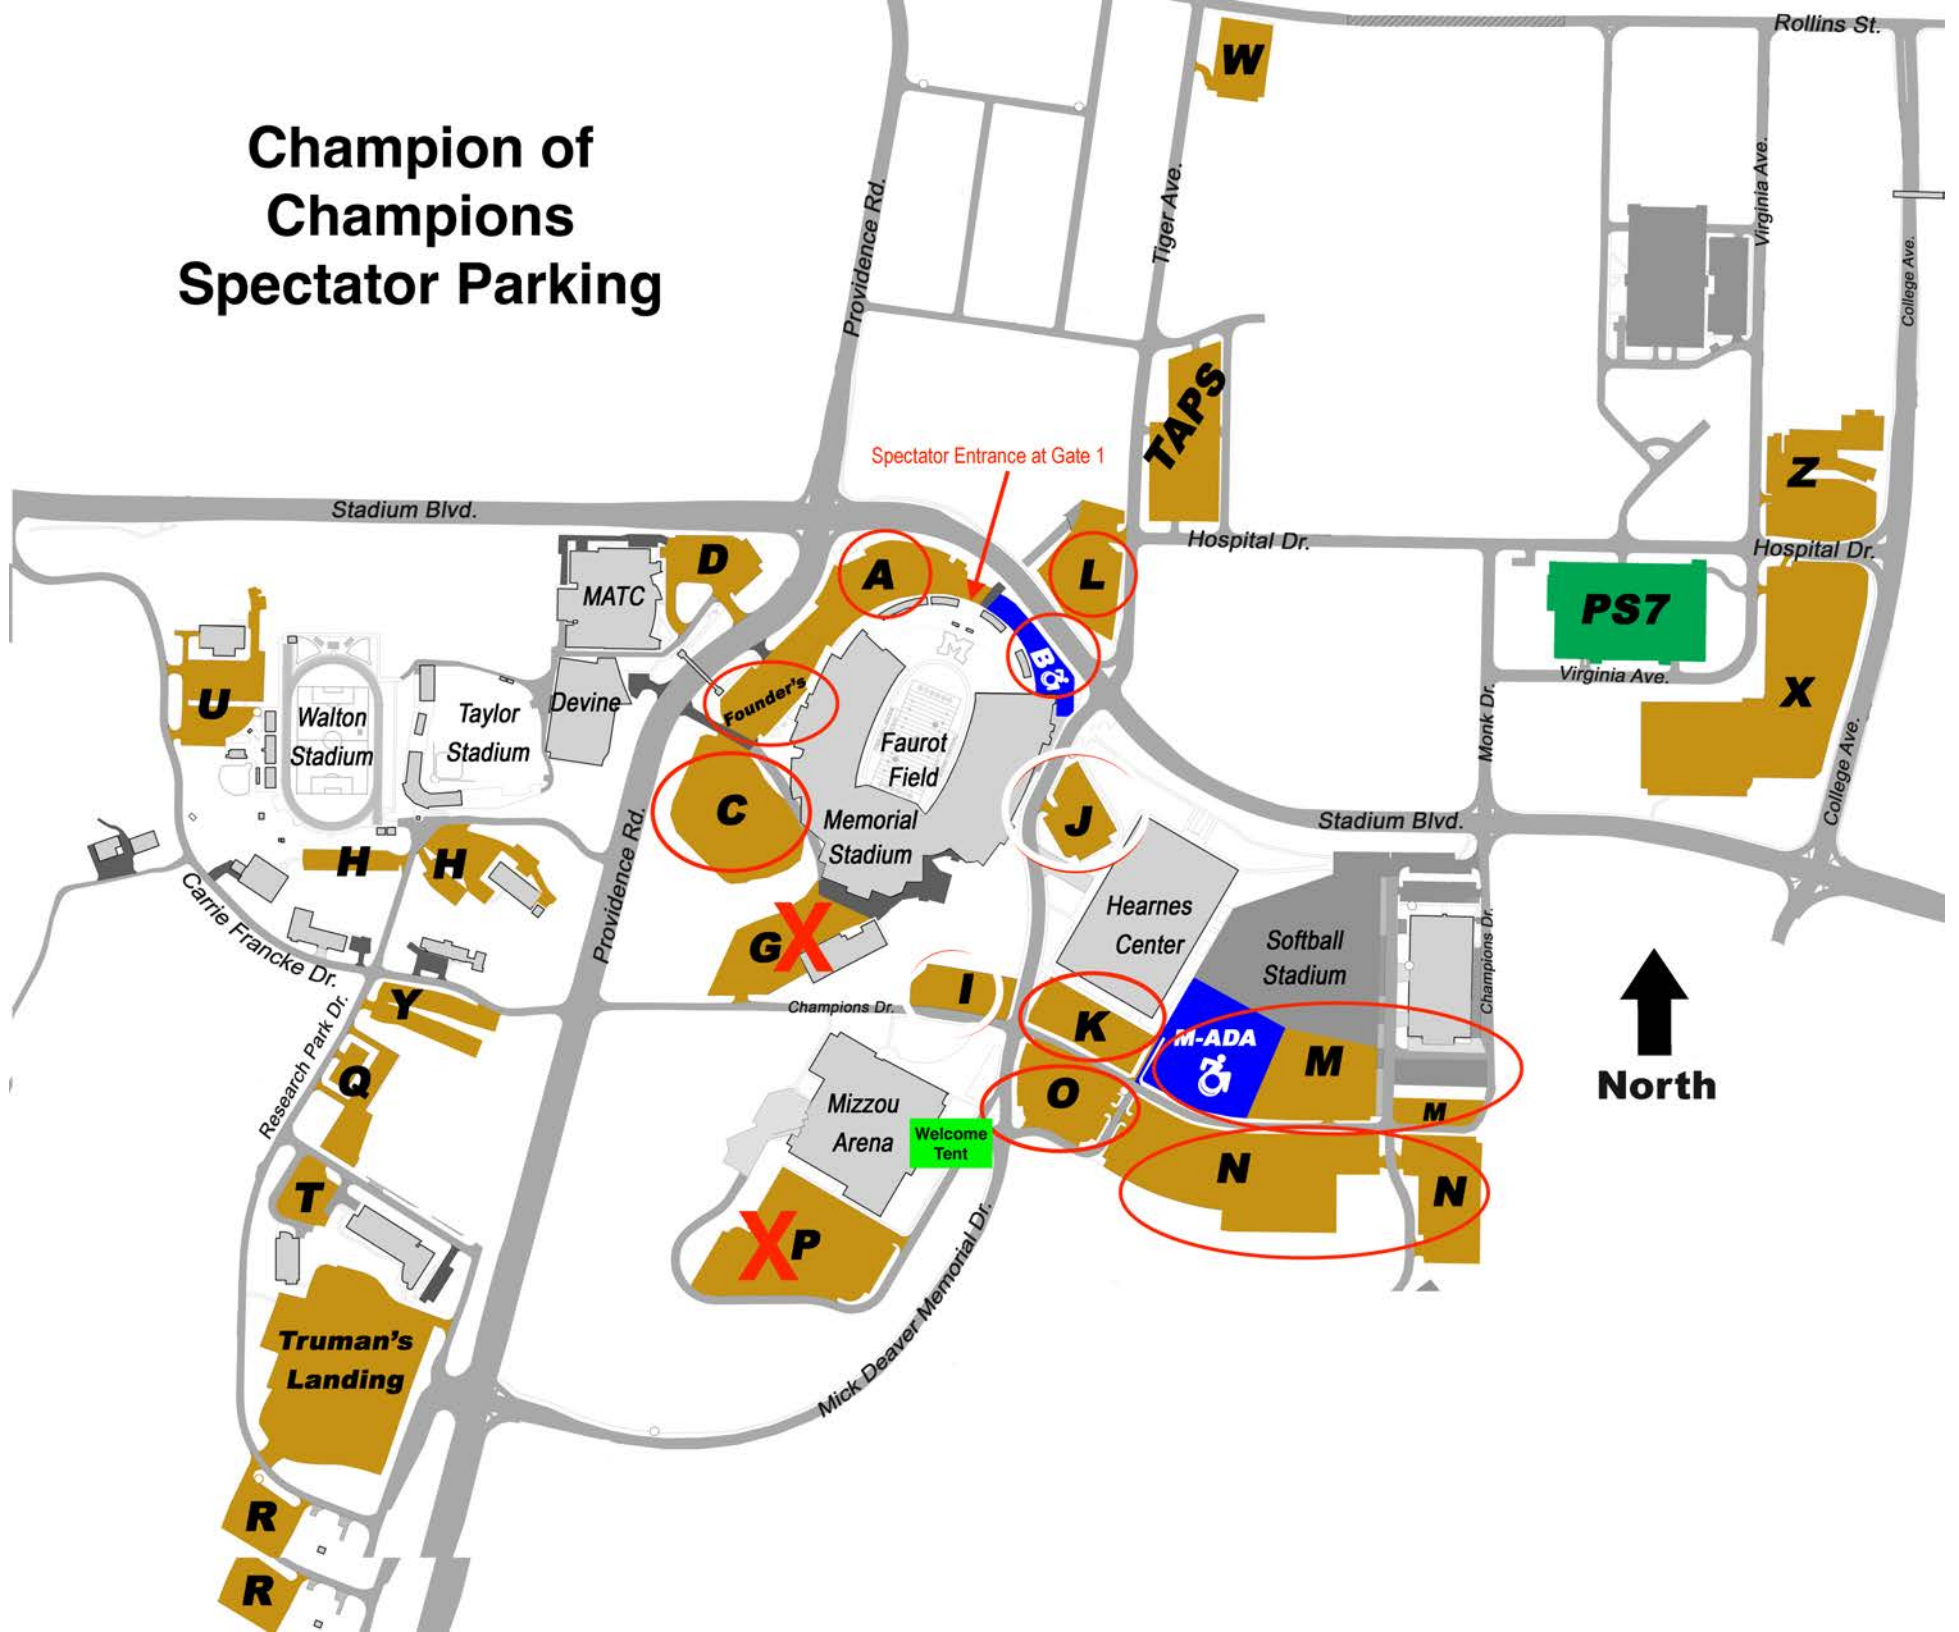 Champion of
Champions
Spectator Parking
W
Rollins St.
Providence Rd.
Tiger Ave.
Virginia Ave.
College Ave.
TAPS
Spectator Entrance at Gate 1
Stadium Blvd.
Hospital Dr.
Z
Hospital Dr.
MATC
D
A
L
PS7
B
U
Walton
Stadium
Taylor
Stadium
Devine
Founder's
Faurot
Field
Virginia Ave.
X
Monk Dr.
College Ave.
C
Memorial
Stadium
J
Stadium Blvd.
H
H
Providence Rd.
Carrie Francke Dr.
G
X
Hearnes
Center
Softball
Stadium
Champions Dr.
I
Champions Dr.
Y
K
M-ADA
M
M
North
Research Park Dr.
Q
O
Mizzou
Arena
Welcome
Tent
N
N
T
X
P
Mick Deaver Memorial Dr.
Truman's
Landing
R
R
M